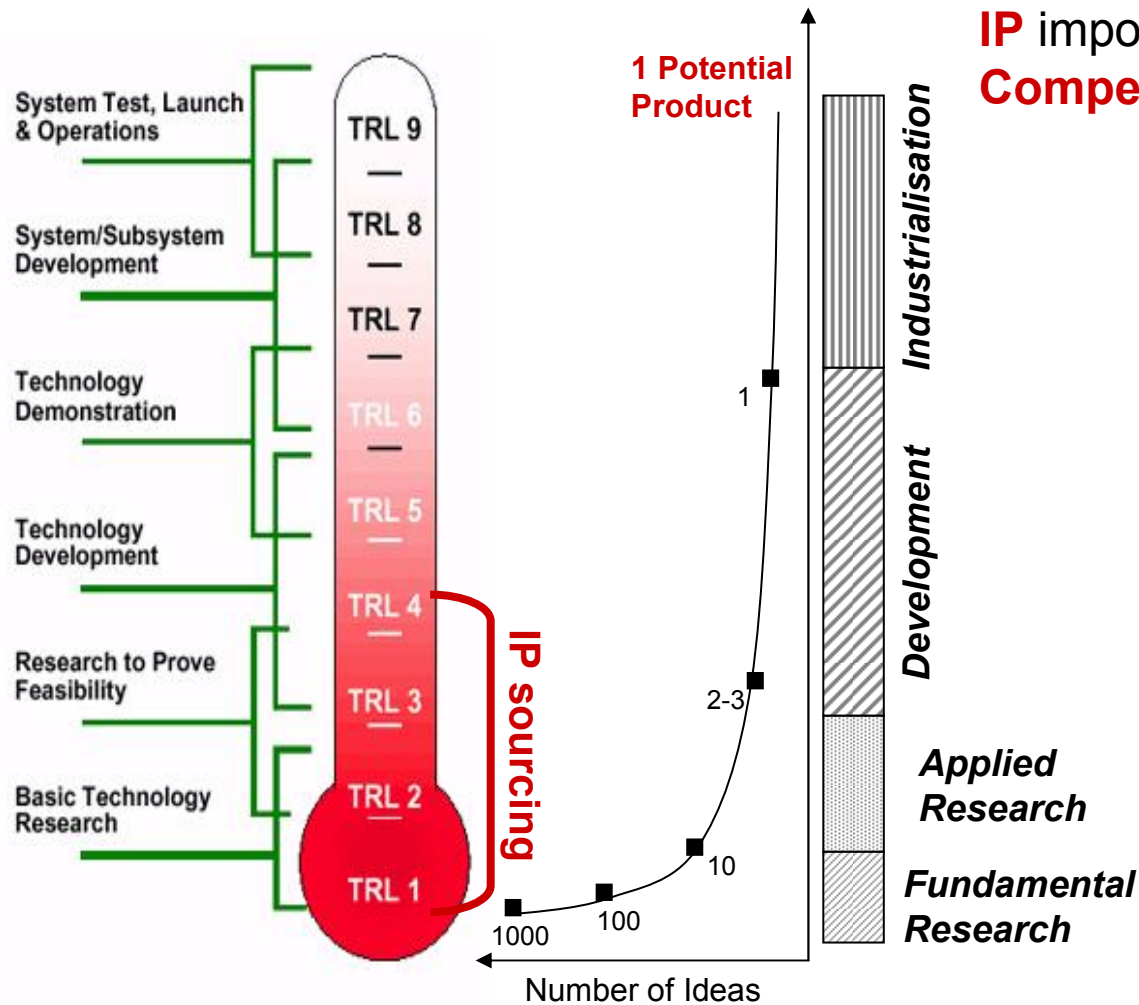 System Test, Launch
& Operations
System/Subsystem
Development
Technology
Demonstration
Technology
Development
Research to Prove
Feasibility
Basic Technology
Research
TRL 9
TRL 8
TRL 7
TRL 6
TRL 5
TRL 4
TRL 3
TRL 2
TRL 1
IP sourcing
1 Potential
Product
1
2-3
10
100
1000
Number of Ideas
IP
Industrialisation
Development
Applied
Research
Fundamental
Research